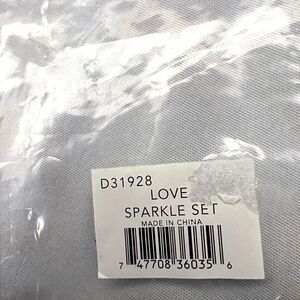 D31928
LOVE
SPARKLE SET
MADE IN CHINA
7 47708 36035 6